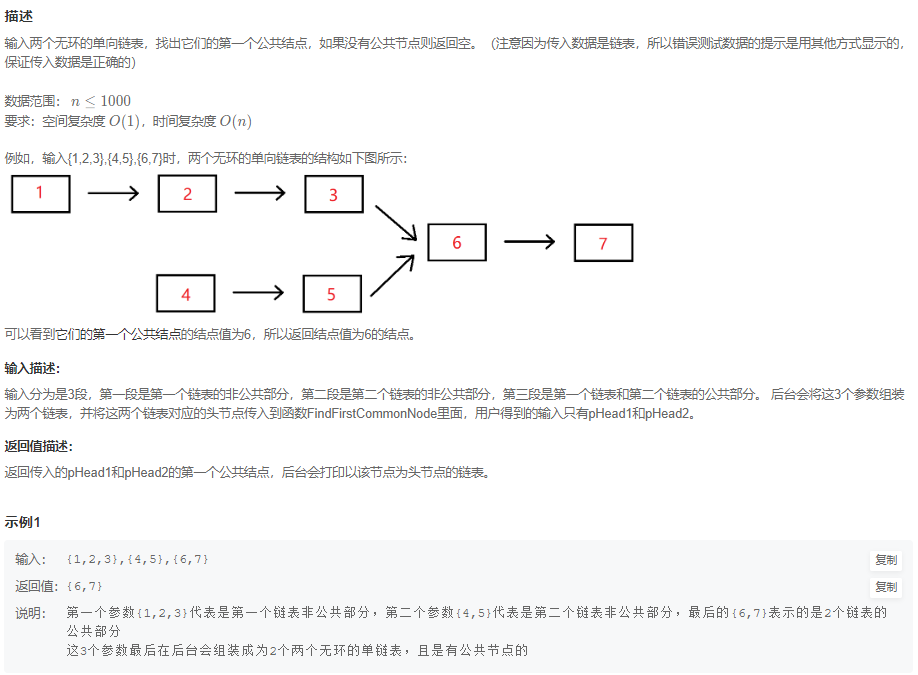 描述
输入两个无环的单向链表，找出它们的第一个公共结点，如果没有公共节点则返回空。（注意因为传入数据是链表，所以错误测试数据的提示是用其他方式显示的，
保证传入数据是正确的）
数据范围： n ≤ 1000
要求：空间复杂度 O(1)，时间复杂度 O(n)
例如，输入{1,2,3},{4,5},{6,7}时，两个无环的单向链表的结构如下图所示：
1 2 3
6 7
4 5
可以看到它们的第一个公共结点的结点值为6，所以返回结点值为6的结点。
输入描述：
输入分为是3段，第一段是第一个链表的非公共部分，第二段是第二个链表的非公共部分，第三段是第一个链表和第二个链表的公共部分。 后台会将这3个参数组装
为两个链表，并将这两个链表对应的头节点传入到函数FindFirstCommonNode里面，用户得到的输入只有pHead1和pHead2。
返回值描述：
返回传入的pHead1和pHead2的第一个公共结点，后台会打印以该节点为头节点的链表。
示例1
输入： {1,2,3},{4,5},{6,7} 复制
返回值： {6,7} 复制
说明： 第一个参数{1,2,3}代表是第一个链表非公共部分，第二个参数{4,5}代表是第二个链表非公共部分，最后的{6,7}表示的是2个链表的
公共部分
这3个参数最后在后台会组装成为2个两个无环的单链表，且是有公共节点的